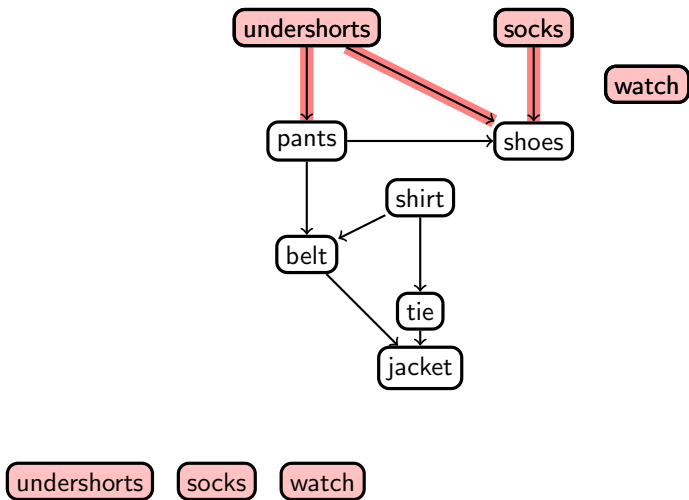 undershorts socks
watch
pants shoes
shirt
belt
tie
jacket
undershorts socks watch